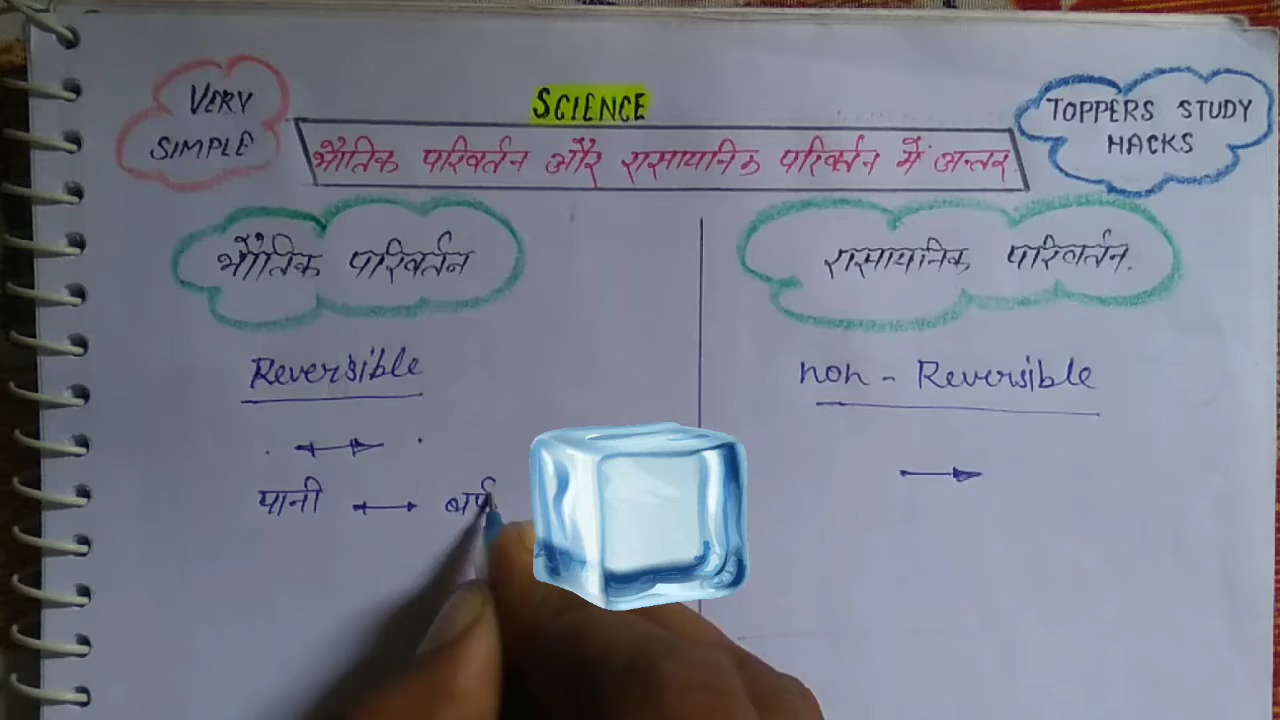 VERY
SIMPLE
SCIENCE
TOPPERS STUDY
HACKS
भौतिक परिवर्तन और रासायनिक परिवर्तन में अन्तर
भौतिक परिवर्तन
रासायनिक परिवर्तन.
Reversible
non - Reversible
पानी ↔ बर्फ